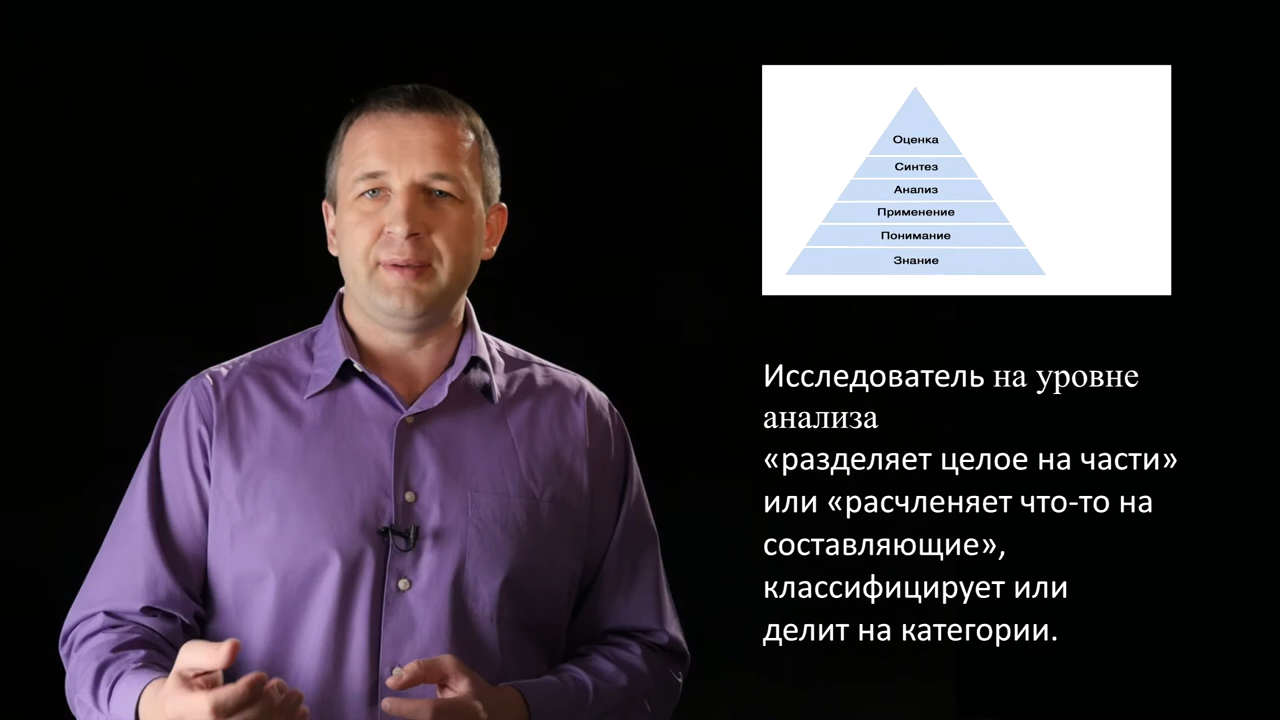 Оценка
Синтез
Анализ
Применение
Понимание
Знание
Исследователь на уровне
анализа
«разделяет целое на части»
или «расчленяет что-то на
составляющие»,
классифицирует или
делит на категории.